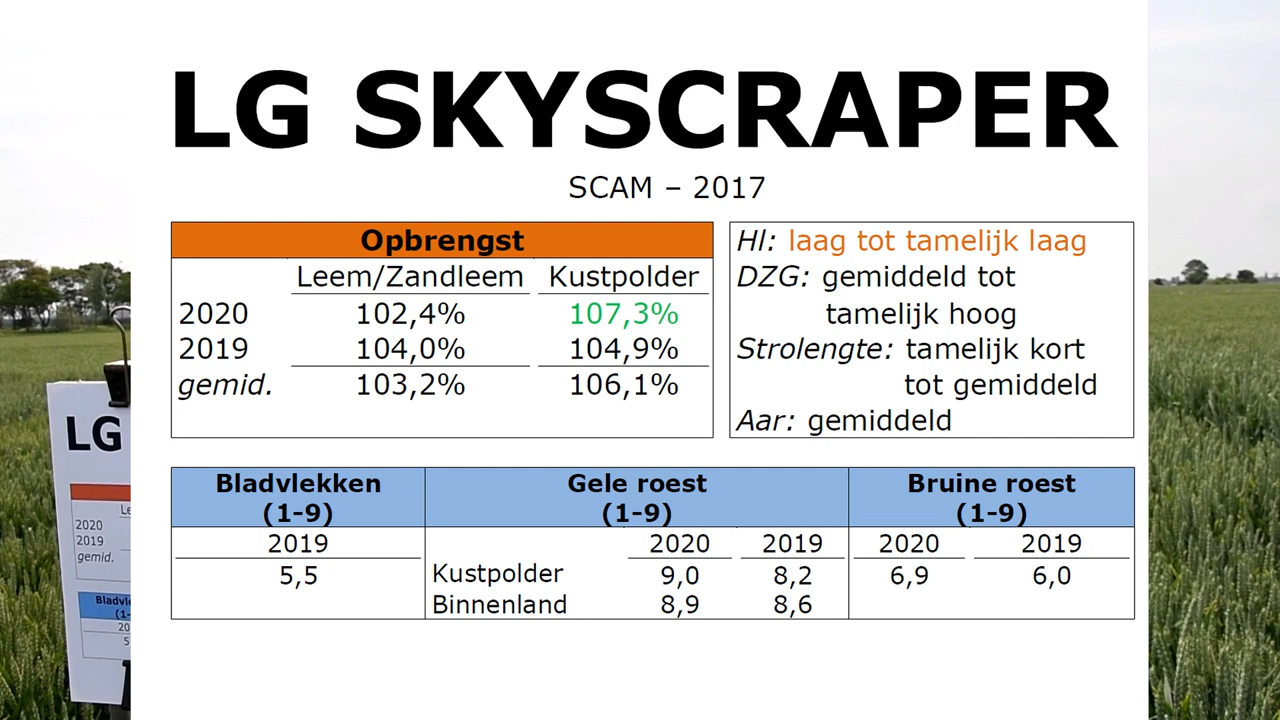 LG SKYSCRAPER
SCAM – 2017
Opbrengst
Leem/Zandleem Kustpolder
2020 102,4% 107,3%
2019 104,0% 104,9%
gemid. 103,2% 106,1%
Hl: laag tot tamelijk laag
DZG: gemiddeld tot
tamelijk hoog
Strolengte: tamelijk kort
tot gemiddeld
Aar: gemiddeld
Bladvlekken Gele roest Bruine roest
(1-9) (1-9) (1-9)
2019 2020 2019 2020 2019
5,5 Kustpolder 9,0 8,2 6,9 6,0
Binnenland 8,9 8,6
LG
2020
2019
gemid.